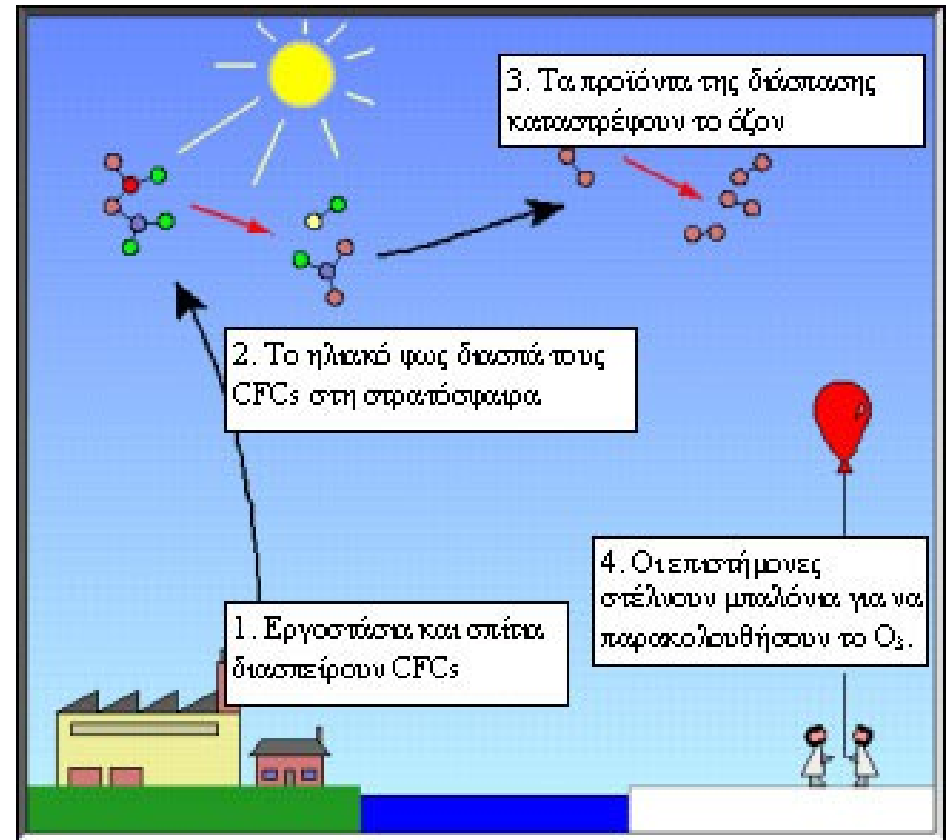 3. Τα προϊόντα της διάσπασης
καταστρέφουν το όζον
2. Το ηλιακό φως διασπά τους
CFCs στη στρατόσφαιρα
4. Οι επιστήμονες
στέλνουν μπαλόνια για να
παρακολουθήσουν το O₃.
1. Εργοστάσια και σπίτια
διασπείρουν CFCs